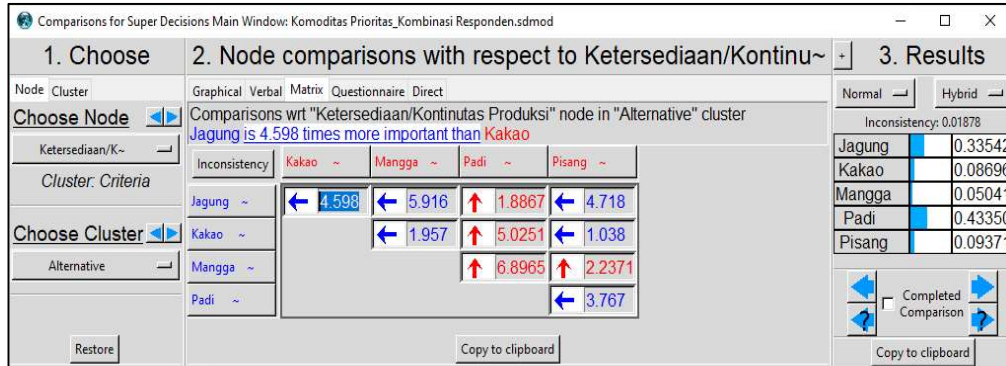 Comparisons for Super Decisions Main Window: Komoditas Prioritas_Kombinasi Responden.sdmod
1. Choose
2. Node comparisons with respect to Ketersediaan/Kontinu~
+
3. Results
Node Cluster
Graphical Verbal Matrix Questionnaire Direct
Normal
Hybrid
Choose Node
Comparisons wrt "Ketersediaan/Kontinutas Produksi" node in "Alternative" cluster
Jagung is 4.598 times more important than Kakao
Inconsistency: 0.01878
Ketersediaan/K~
Cluster: Criteria
Inconsistency Kakao ~ Mangga ~ Padi ~ Pisang ~
Jagung ~ 4.598 5.916 1.8867 4.718
Kakao ~ 1.957 5.0251 1.038
Mangga ~ 6.8965 2.2371
Padi ~ 3.767
Jagung 0.33542
Kakao 0.08696
Mangga 0.05041
Padi 0.43350
Pisang 0.0937
Choose Cluster
Alternative
Completed
Comparison
? ?
Restore
Copy to clipboard
Copy to clipboard